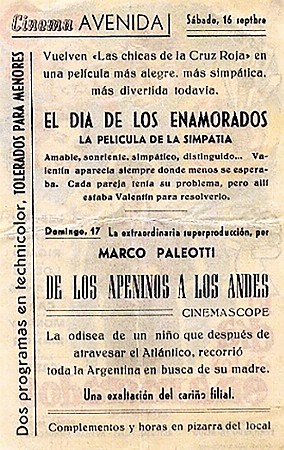 Cinema AVENIDA
Sábado, 16 septbre
Dos programas en technicolor, TOLERADOS PARA MENORES
Vuelven «Las chicas de la Cruz Roja» en
una película más alegre, más simpática,
más divertida todavía.
EL DIA DE LOS ENAMORADOS
LA PELICULA DE LA SIMPATIA
Amable, sonriente, simpático, distinguido... Va-
lentín aparecía siempre donde menos se espera-
ba. Cada pareja tenía su problema, pero allí
estaba Valentín para resolverlo.
Domingo, 17 La extraordinaria superproducción, por
MARCO PALEOTTI
DE LOS APENINOS A LOS ANDES
CINEMASCOPE
La odisea de un niño que después de
atravesar el Atlántico, recorrió
toda la Argentina en busca de su madre.
Una exaltación del cariño filial.
Complementos y horas en pizarra del local